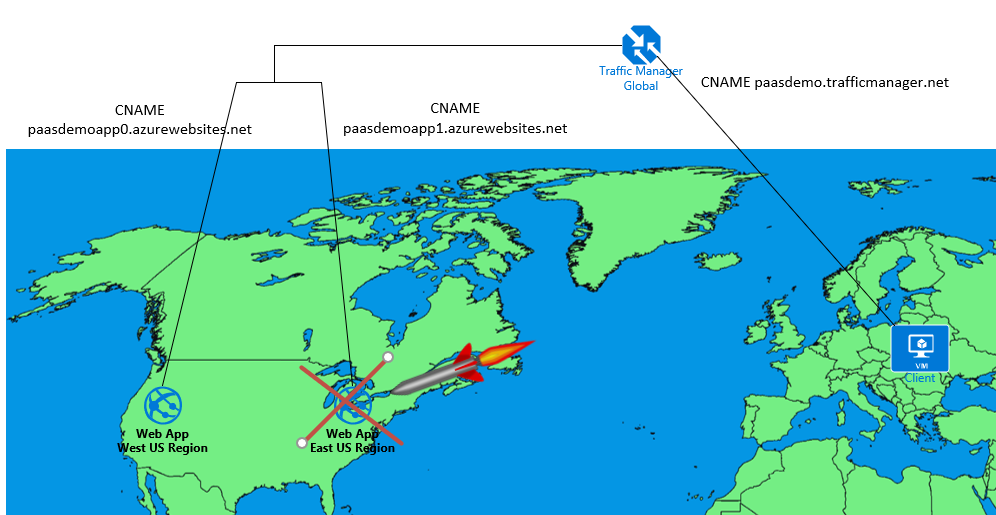 Traffic Manager
Global
CNAME paasdemo.trafficmanager.net
CNAME
paasdemoapp0.azurewebsites.net
CNAME
paasdemoapp1.azurewebsites.net
VM
Client
Web App
West US Region
Web App
East US Region